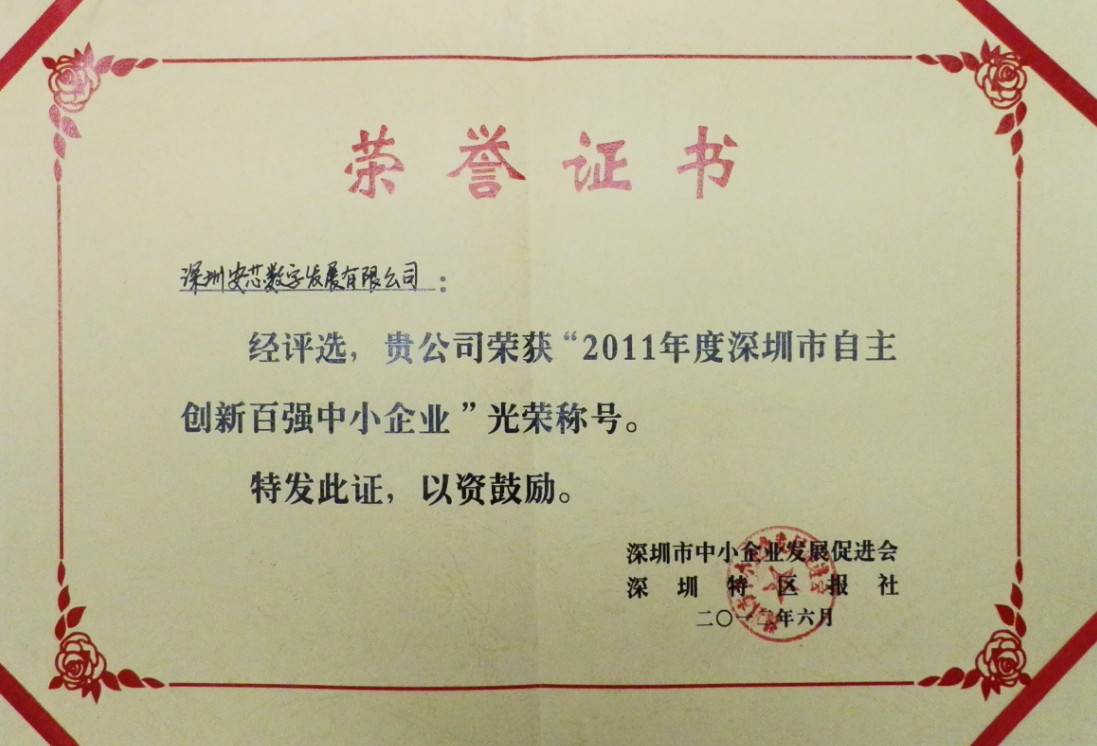 荣誉证书
深圳安芯数字发展有限公司：
经评选，贵公司荣获“2011年度深圳市自主
创新百强中小企业”光荣称号。
特发此证，以资鼓励。
深圳市中小企业发展促进会
深圳特区报社
二〇一二年六月